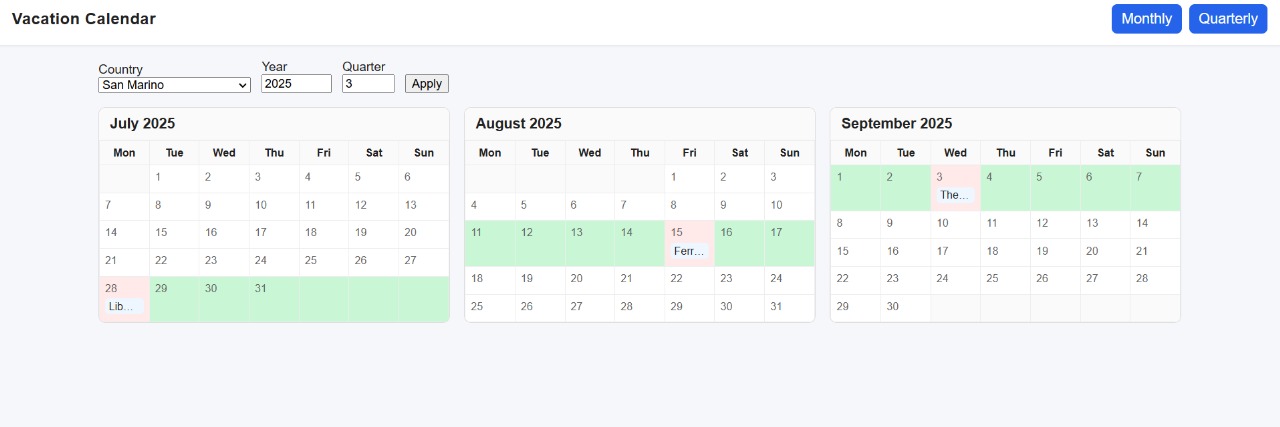 Vacation Calendar Monthly Quarterly
Country Year Quarter
San Marino 2025 3 Apply
July 2025
Mon Tue Wed Thu Fri Sat Sun
1 2 3 4 5 6
7 8 9 10 11 12 13
14 15 16 17 18 19 20
21 22 23 24 25 26 27
28 29 30 31
Lib...
August 2025
Mon Tue Wed Thu Fri Sat Sun
1 2 3
4 5 6 7 8 9 10
11 12 13 14 15 16 17
Ferr...
18 19 20 21 22 23 24
25 26 27 28 29 30 31
September 2025
Mon Tue Wed Thu Fri Sat Sun
1 2 3 4 5 6 7
The...
8 9 10 11 12 13 14
15 16 17 18 19 20 21
22 23 24 25 26 27 28
29 30